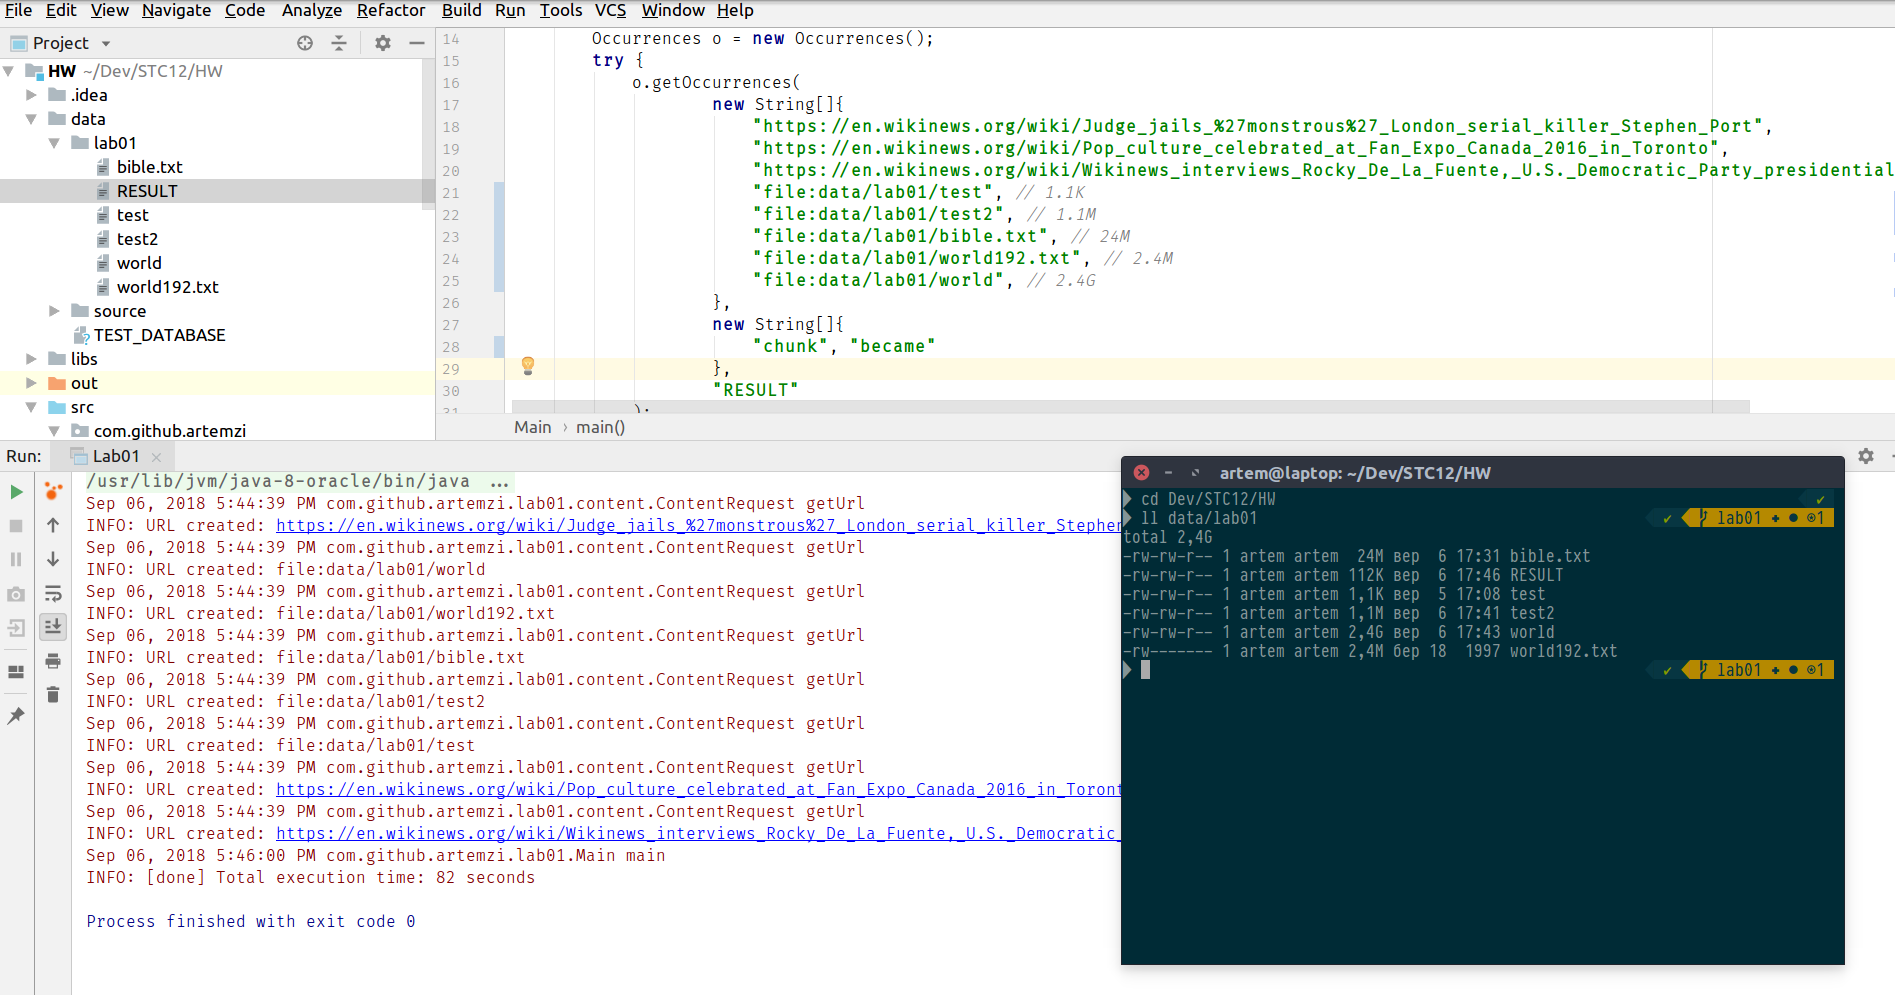 File Edit View Navigate Code Analyze Refactor Build Run Tools VCS Window Help
Project
HW ~/Dev/STC12/HW
.idea
data
lab01
bible.txt
RESULT
test
test2
world
world192.txt
source
TEST_DATABASE
libs
out
src
com.github.artemzi
14 Occurrences o = new Occurrences();
15 try {
16 o.getOccurrences(
17 new String[]{
18 "https://en.wikinews.org/wiki/Judge_jails_%27monstrous%27_London_serial_killer_Stephen_Port",
19 "https://en.wikinews.org/wiki/Pop_culture_celebrated_at_Fan_Expo_Canada_2016_in_Toronto",
20 "https://en.wikinews.org/wiki/Wikinews_interviews_Rocky_De_La_Fuente,_U.S._Democratic_Party_presidential
21 "file:data/lab01/test", // 1.1K
22 "file:data/lab01/test2", // 1.1M
23 "file:data/lab01/bible.txt", // 24M
24 "file:data/lab01/world192.txt", // 2.4M
25 "file:data/lab01/world", // 2.4G
26 },
27 new String[]{
28 "chunk", "became"
29 },
30 "RESULT"
31 );
Main › main()
Run: Lab01
/usr/lib/jvm/java-8-oracle/bin/java ...
Sep 06, 2018 5:44:39 PM com.github.artemzi.lab01.content.ContentRequest getUrl
INFO: URL created: https://en.wikinews.org/wiki/Judge_jails_%27monstrous%27_London_serial_killer_Stephen
Sep 06, 2018 5:44:39 PM com.github.artemzi.lab01.content.ContentRequest getUrl
INFO: URL created: file:data/lab01/world
Sep 06, 2018 5:44:39 PM com.github.artemzi.lab01.content.ContentRequest getUrl
INFO: URL created: file:data/lab01/world192.txt
Sep 06, 2018 5:44:39 PM com.github.artemzi.lab01.content.ContentRequest getUrl
INFO: URL created: file:data/lab01/bible.txt
Sep 06, 2018 5:44:39 PM com.github.artemzi.lab01.content.ContentRequest getUrl
INFO: URL created: file:data/lab01/test2
Sep 06, 2018 5:44:39 PM com.github.artemzi.lab01.content.ContentRequest getUrl
INFO: URL created: file:data/lab01/test
Sep 06, 2018 5:44:39 PM com.github.artemzi.lab01.content.ContentRequest getUrl
INFO: URL created: https://en.wikinews.org/wiki/Pop_culture_celebrated_at_Fan_Expo_Canada_2016_in_Toront
Sep 06, 2018 5:44:39 PM com.github.artemzi.lab01.content.ContentRequest getUrl
INFO: URL created: https://en.wikinews.org/wiki/Wikinews_interviews_Rocky_De_La_Fuente,_U.S._Democratic_
Sep 06, 2018 5:46:00 PM com.github.artemzi.lab01.Main main
INFO: [done] Total execution time: 82 seconds
Process finished with exit code 0
artem@laptop: ~/Dev/STC12/HW
cd Dev/STC12/HW ✔
ll data/lab01 ✔ lab01 ✚ ● ⊙1
total 2,4G
-rw-rw-r-- 1 artem artem 24M вер 6 17:31 bible.txt
-rw-rw-r-- 1 artem artem 112K вер 6 17:46 RESULT
-rw-rw-r-- 1 artem artem 1,1K вер 5 17:08 test
-rw-rw-r-- 1 artem artem 1,1M вер 6 17:41 test2
-rw-rw-r-- 1 artem artem 2,4G вер 6 17:43 world
-rw------- 1 artem artem 2,4M бер 18 1997 world192.txt
✔ lab01 ✚ ● ⊙1